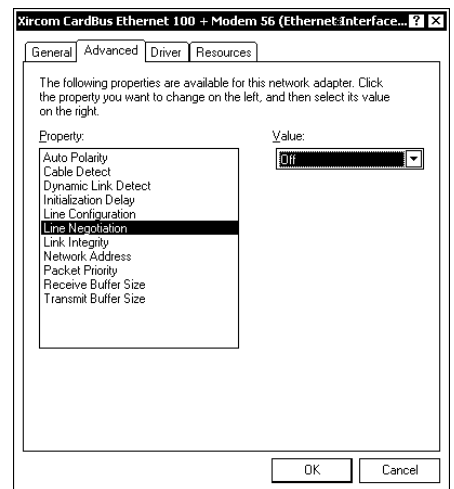 Xircom CardBus Ethernet 100 + Modem 56 (Ethernet Interface... ? X
General Advanced Driver Resources
The following properties are available for this network adapter. Click
the property you want to change on the left, and then select its value
on the right.
Property:
Value:
Auto Polarity
Off
Cable Detect
Dynamic Link Detect
Initialization Delay
Line Configuration
Line Negotiation
Link Integrity
Network Address
Packet Priority
Receive Buffer Size
Transmit Buffer Size
OK
Cancel